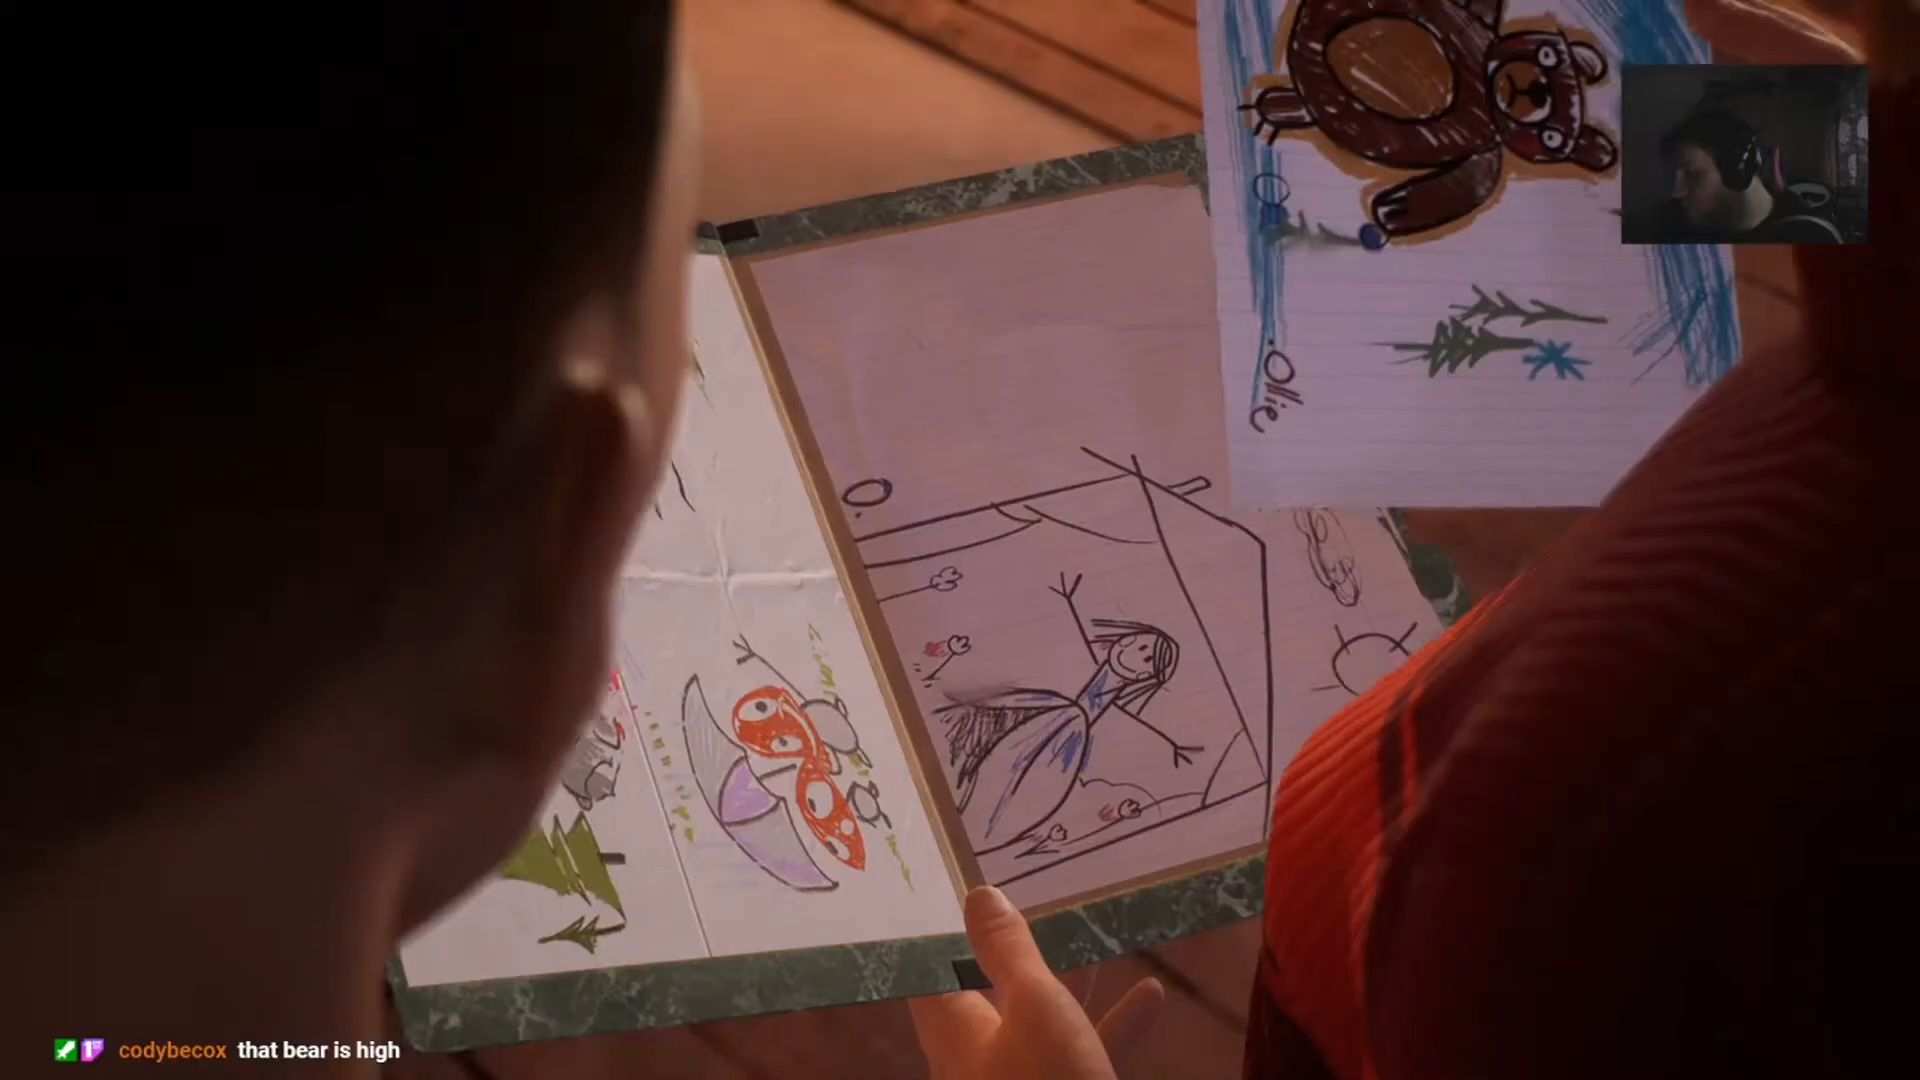 O.
Ollie
codybecox that bear is high